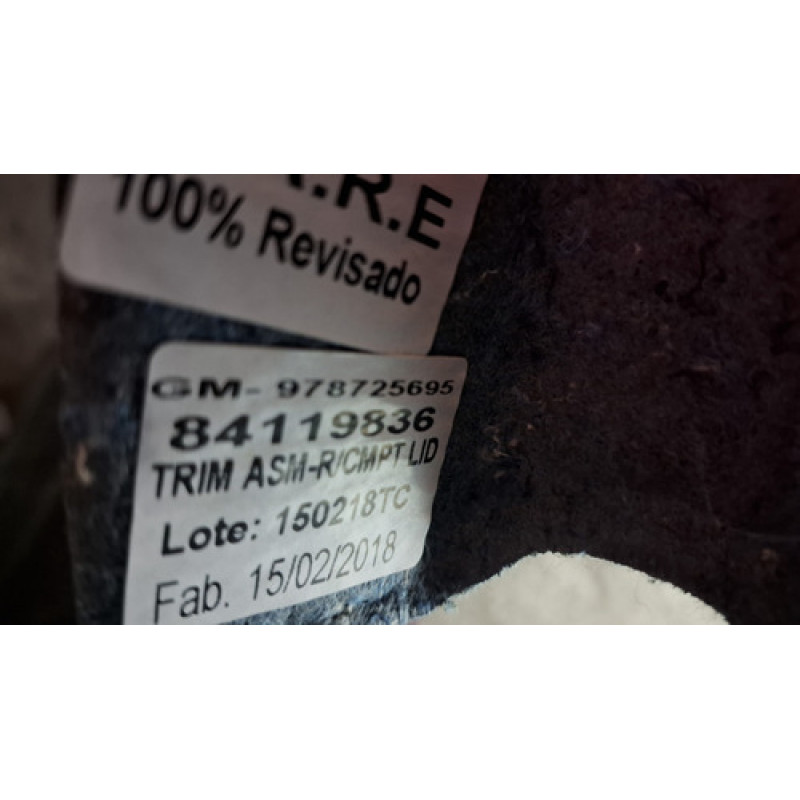 .R.E
100% Revisado
GM- 978725695
84119836
TRIM ASM-R/CMPT LID
Lote: 150218TC
Fab. 15/02/2018